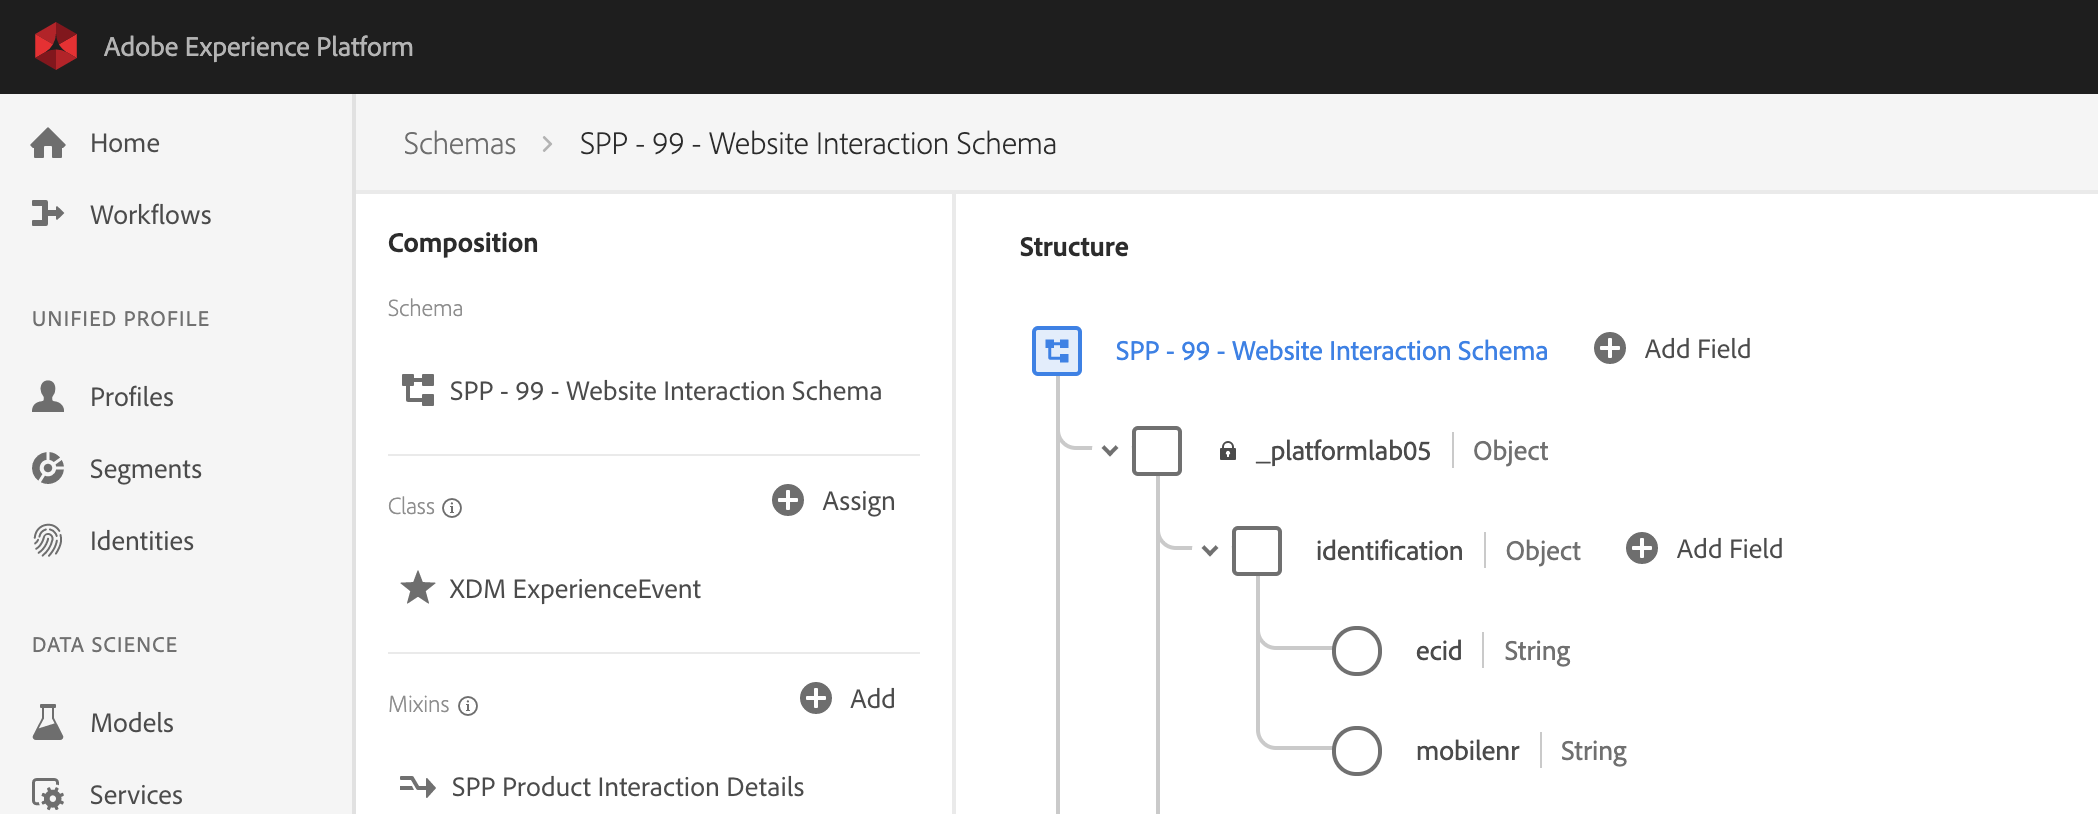 Adobe Experience Platform
Home
Workflows
UNIFIED PROFILE
Profiles
Segments
Identities
DATA SCIENCE
Models
Services
Schemas > SPP - 99 - Website Interaction Schema
Composition
Schema
SPP - 99 - Website Interaction Schema
Class Assign
XDM ExperienceEvent
Mixins Add
SPP Product Interaction Details
Structure
SPP - 99 - Website Interaction Schema Add Field
_platformlab05 | Object
identification | Object Add Field
ecid | String
mobilenr | String